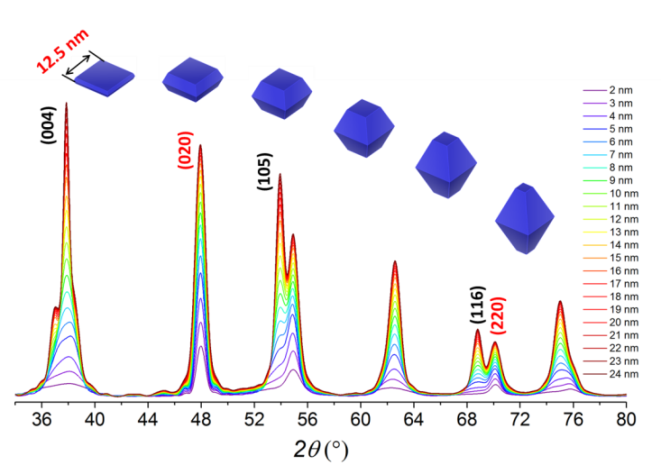 12.5 nm
(004)
(020)
(105)
(116)
(220)
2 nm
3 nm
4 nm
5 nm
6 nm
7 nm
8 nm
9 nm
10 nm
11 nm
12 nm
13 nm
14 nm
15 nm
16 nm
17 nm
18 nm
19 nm
20 nm
21 nm
22 nm
23 nm
24 nm
36 40 44 48 52 56 60 64 68 72 76 80
2θ (°)